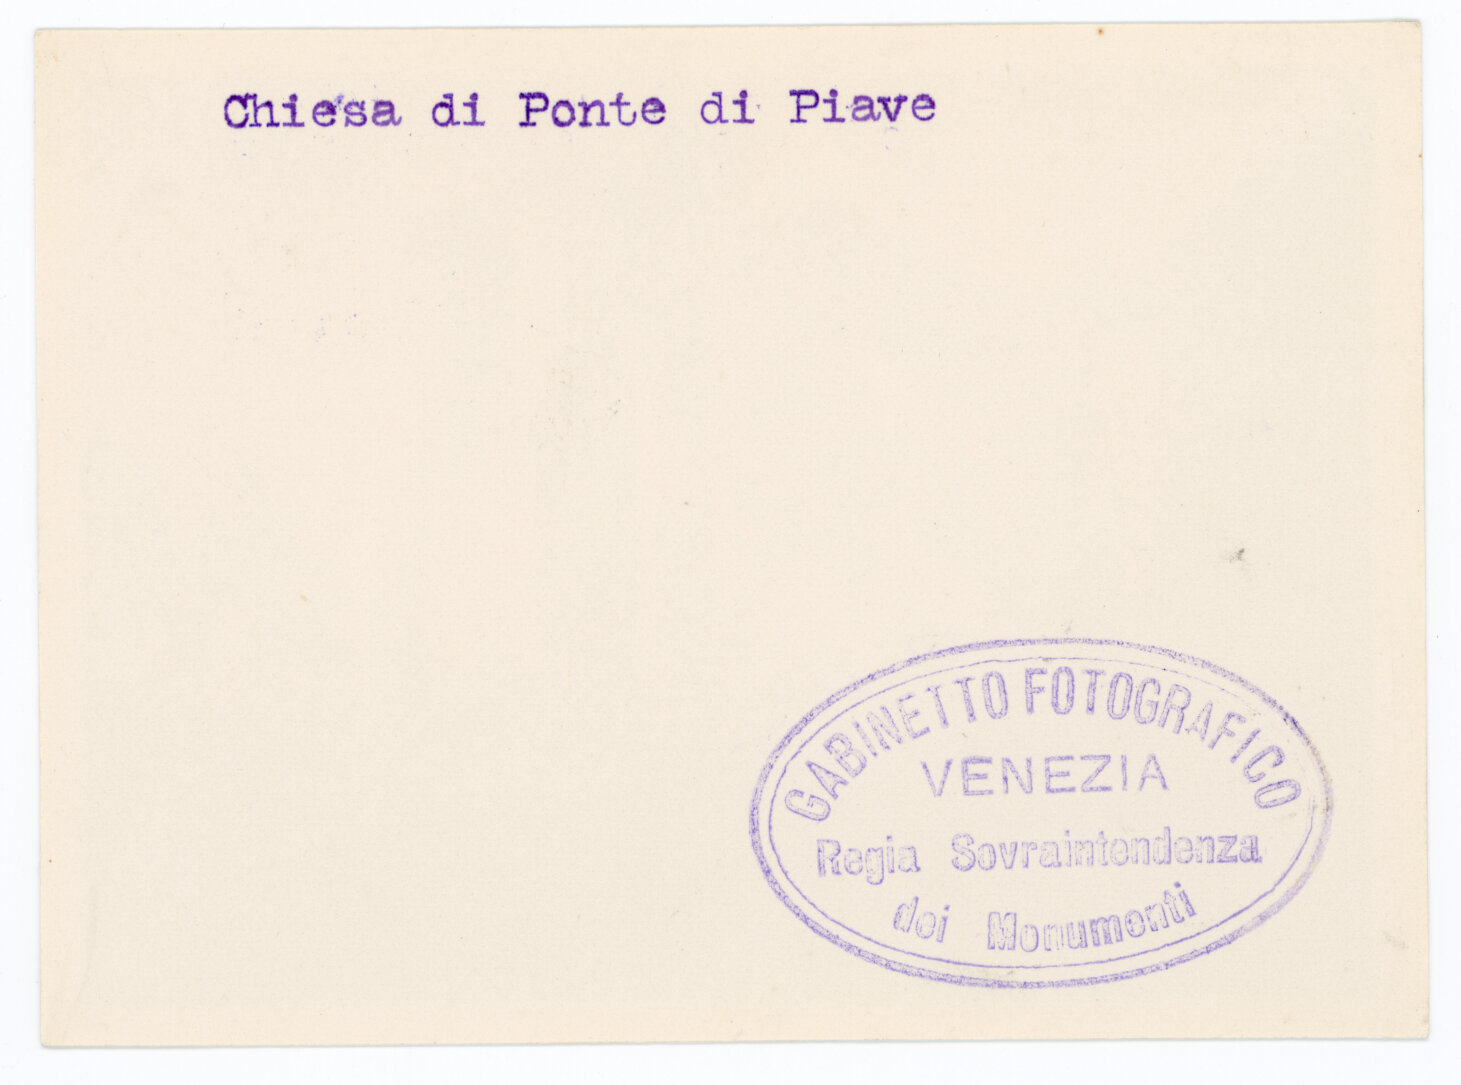 Chiesa di Ponte di Piave
GABINETTO FOTOGRAFICO
VENEZIA
Regia Sovraintendenza
dei Monumenti